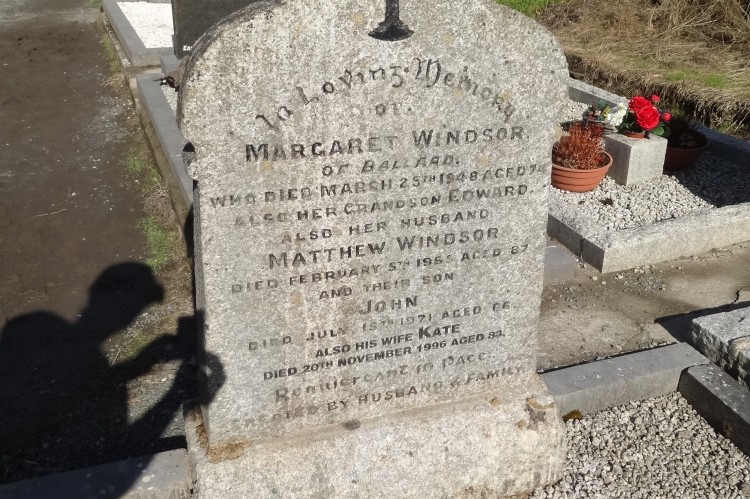 In Loving Memory
OF
MARGARET WINDSOR.
OF BALLARD.
WHO DIED MARCH 25TH 1948 AGED 74
ALSO HER GRANDSON EDWARD.
ALSO HER HUSBAND
MATTHEW WINDSOR
DIED FEBRUARY 5TH 1965 AGED 87
AND THEIR SON
JOHN
DIED JULY 15TH 1971 AGED 66
ALSO HIS WIFE KATE
DIED 20TH NOVEMBER 1996 AGED 83.
REQUIESCANT IN PACE.
ERECTED BY HUSBAND & FAMILY